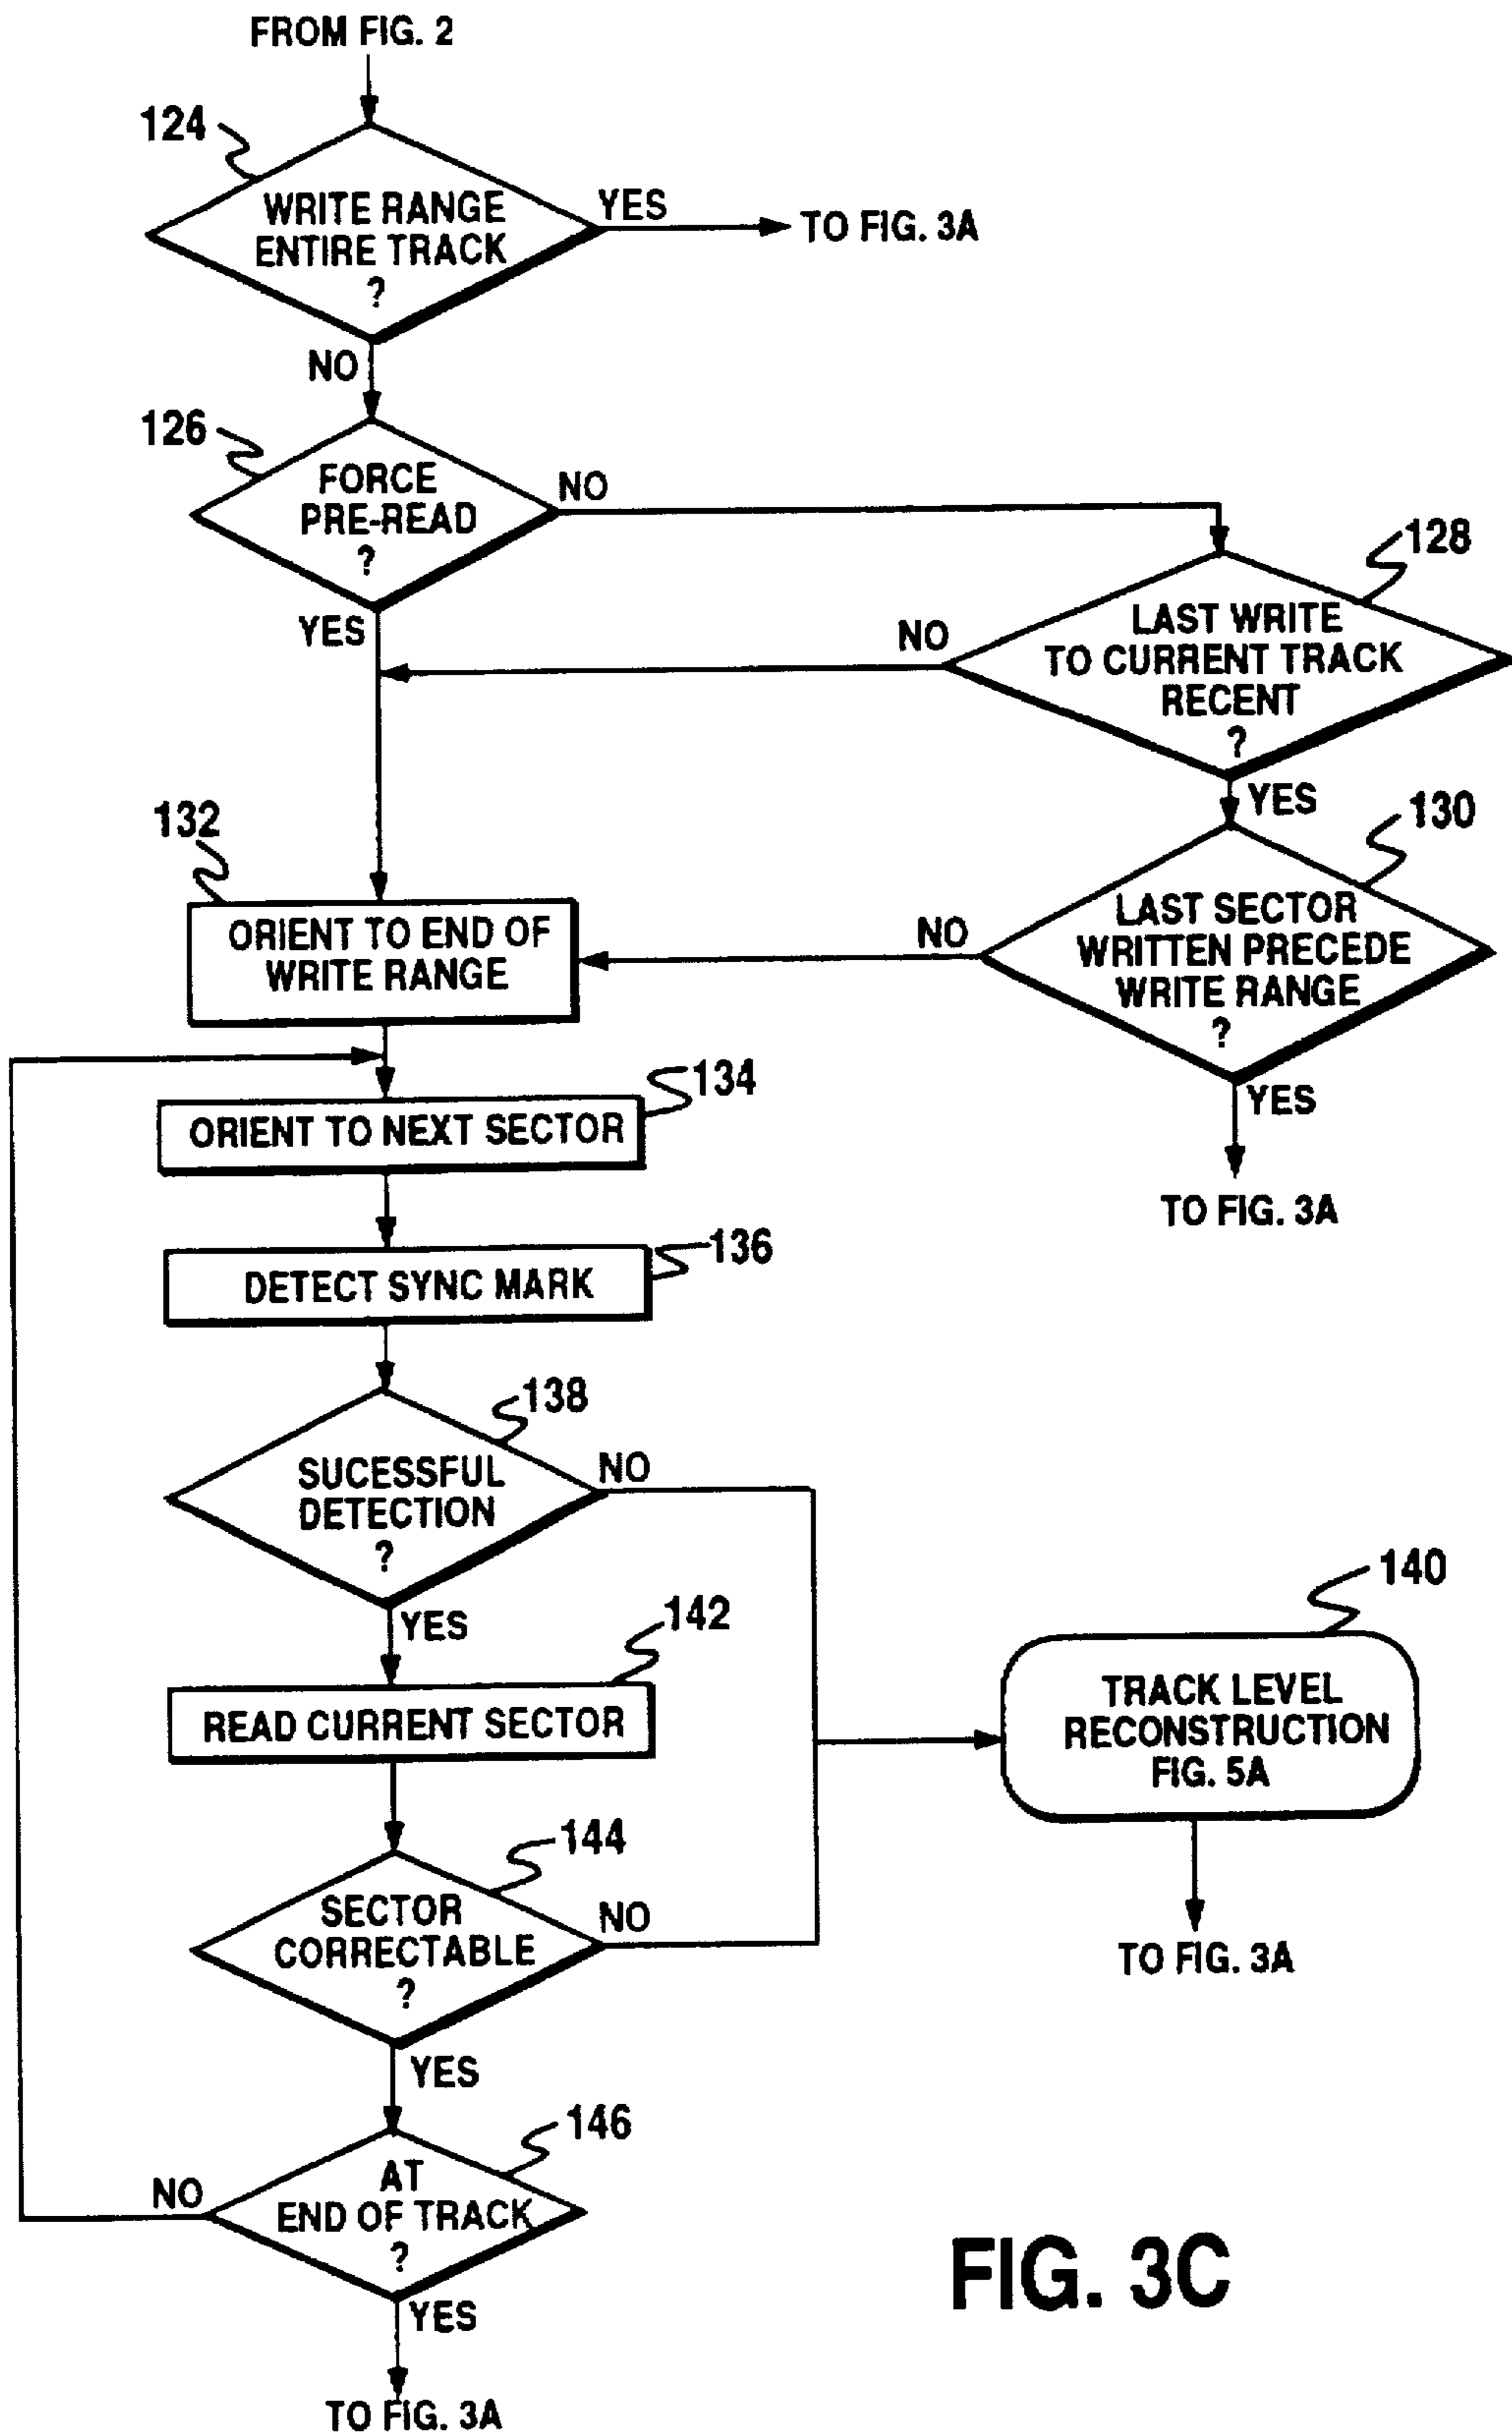 FROM FIG. 2
124
WRITE RANGE
ENTIRE TRACK
?
YES
TO FIG. 3A
NO
126
FORCE
PRE-READ
?
NO
YES
128
LAST WRITE
TO CURRENT TRACK
RECENT
?
NO
YES
130
LAST SECTOR
WRITTEN PRECEDE
WRITE RANGE
?
NO
YES
TO FIG. 3A
132
ORIENT TO END OF
WRITE RANGE
134
ORIENT TO NEXT SECTOR
136
DETECT SYNC MARK
138
SUCESSFUL
DETECTION
?
NO
YES
140
TRACK LEVEL
RECONSTRUCTION
FIG. 5A
TO FIG. 3A
142
READ CURRENT SECTOR
144
SECTOR
CORRECTABLE
?
NO
YES
146
AT
END OF TRACK
?
NO
YES
TO FIG. 3A
FIG. 3C